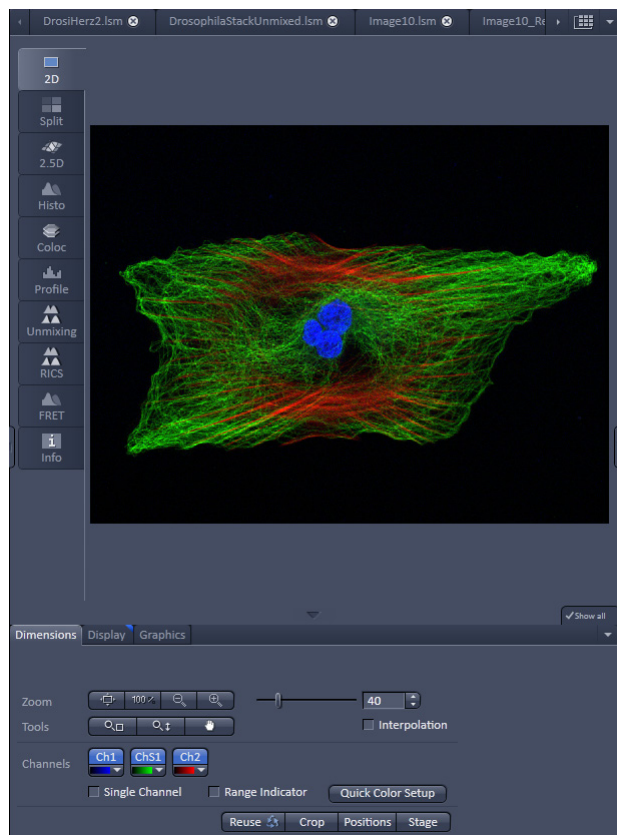 DrosiHerz2.lsm DrosophilaStackUnmixed.lsm Image10.lsm Image10_Re
2D
Split
2.5D
Histo
Coloc
Profile
Unmixing
RICS
FRET
i
Info
Show all
Dimensions Display Graphics
Zoom 100% 40
Tools Interpolation
Channels Ch1 ChS1 Ch2
Single Channel Range Indicator Quick Color Setup
Reuse Crop Positions Stage